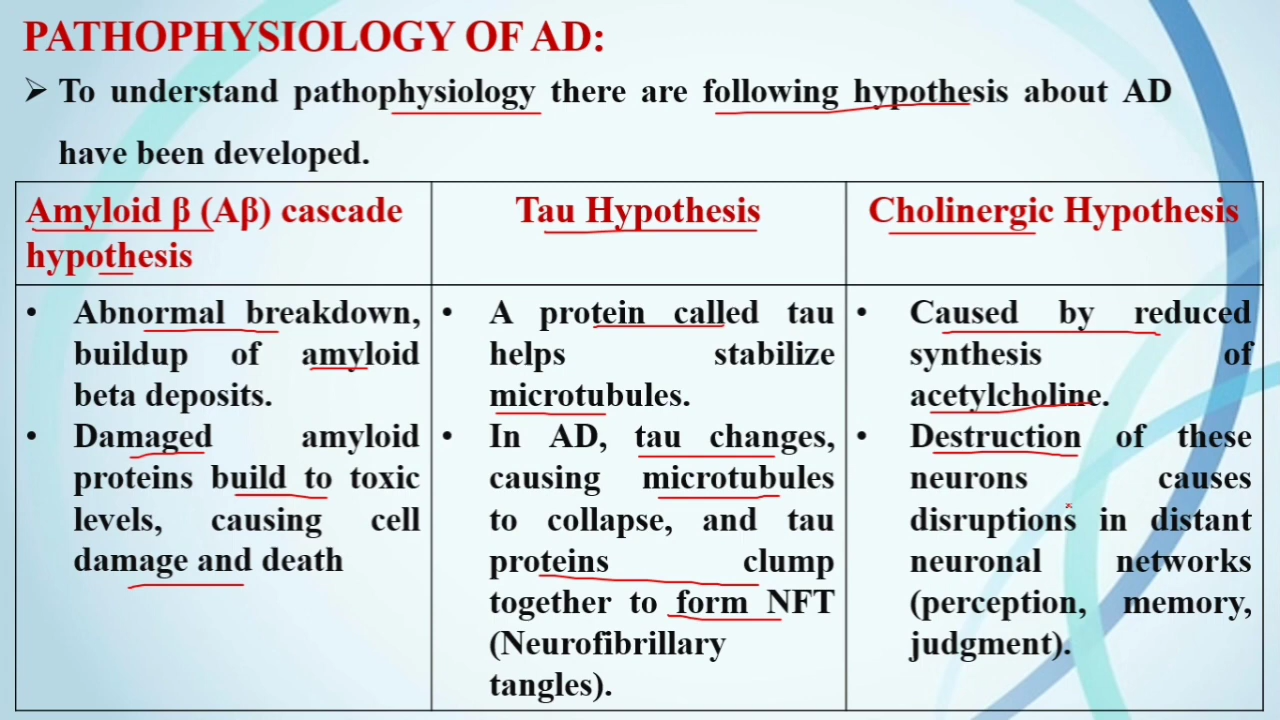 PATHOPHYSIOLOGY OF AD:
➢ To understand pathophysiology there are following hypothesis about AD
have been developed.
Amyloid β (Aβ) cascade
hypothesis
• Abnormal breakdown,
buildup of amyloid
beta deposits.
• Damaged amyloid
proteins build to toxic
levels, causing cell
damage and death
Tau Hypothesis
• A protein called tau
helps stabilize
microtubules.
• In AD, tau changes,
causing microtubules
to collapse, and tau
proteins clump
together to form NFT
(Neurofibrillary
tangles).
Cholinergic Hypothesis
• Caused by reduced
synthesis of
acetylcholine.
• Destruction of these
neurons causes
disruptions in distant
neuronal networks
(perception, memory,
judgment).